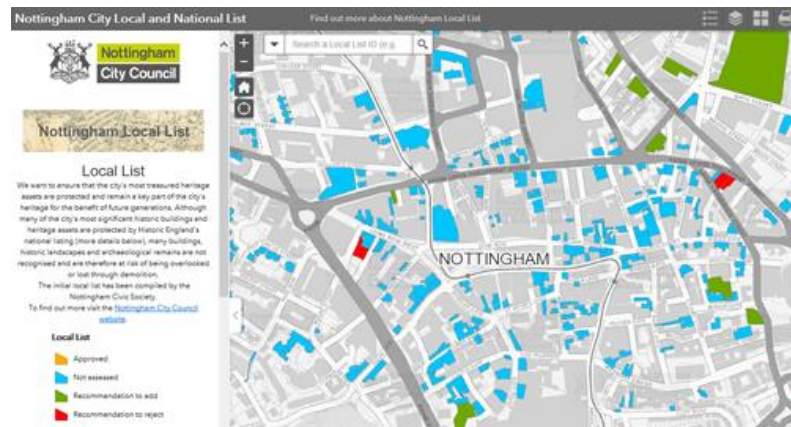 Nottingham City Local and National List
Find out more about Nottingham Local List
Nottingham
City Council
Search a Local List ID (e.g.
Nottingham Local List
Local List
We want to ensure that the city's most treasured heritage
assets are protected and remain a key part of the city's
heritage for the benefit of future generations. Although
many of the city's most significant historic buildings and
heritage assets are protected by Historic England's
national listing (more details below), many buildings,
historic landscapes and archaeological remains are not
recognised and are therefore at risk of being overlooked
or lost through demolition.
The initial local list has been compiled by the
Nottingham Civic Society.
To find out more visit the Nottingham City Council
website.
Local List
Approved
Not assessed
Recommendation to add
Recommendation to reject
NOTTINGHAM